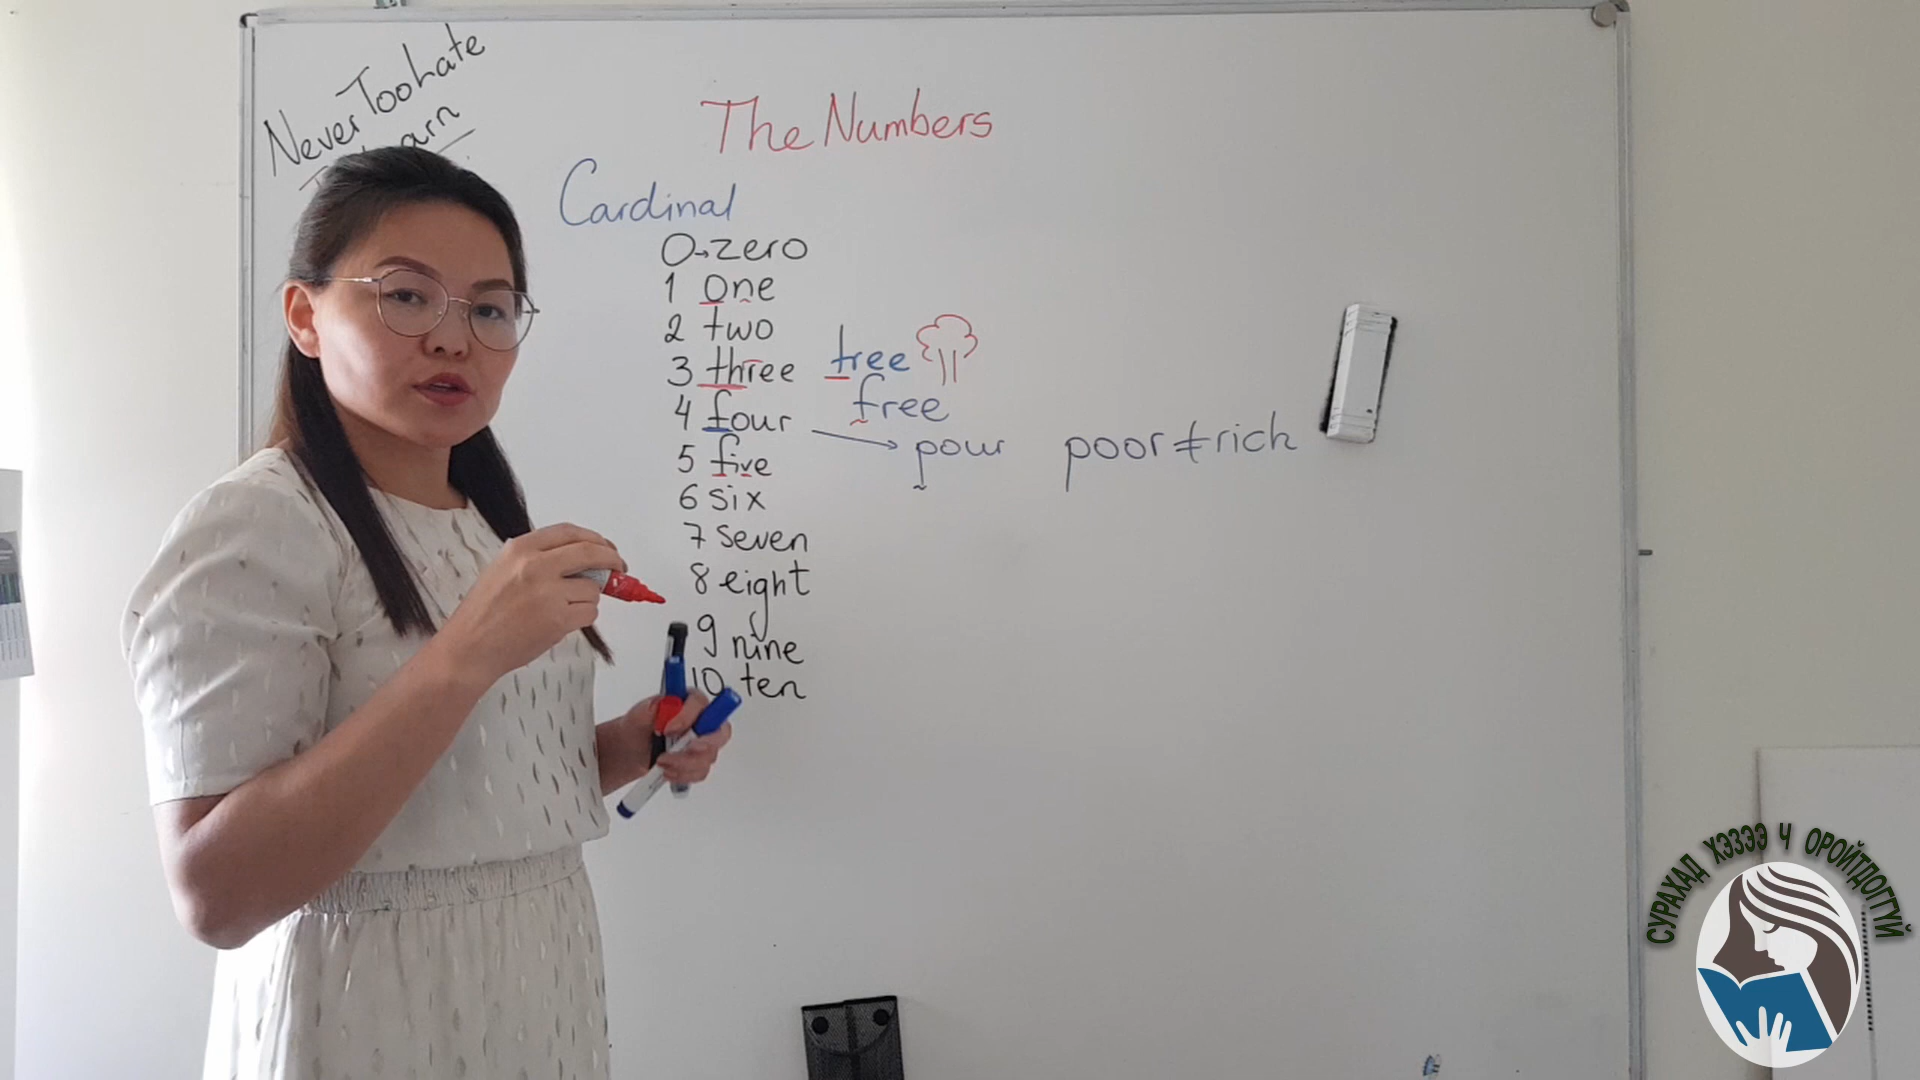 Never Too Late
The Numbers
Cardinal
0→zero
1 one
2 two
3 three tree
4 four free
→ pour poor ≠ rich
5 five
6 six
7 seven
8 eight
9 nine
10 ten
СУРАХАД ХЭЗЭЭ Ч ОРОЙТДОГГҮЙ